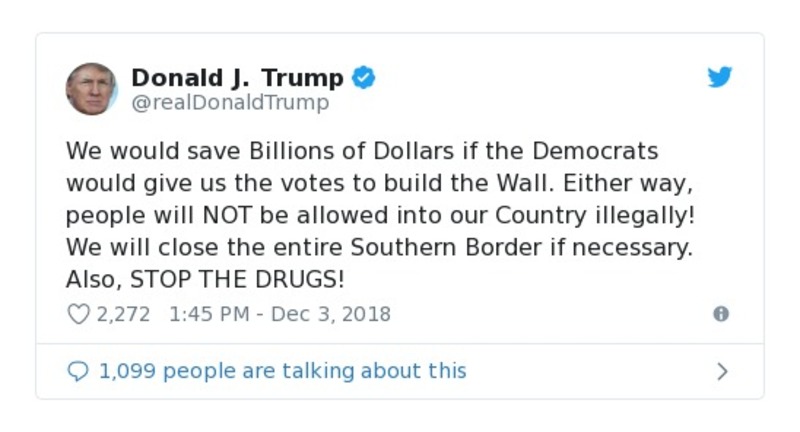 Donald J. Trump
@realDonaldTrump
We would save Billions of Dollars if the Democrats
would give us the votes to build the Wall. Either way,
people will NOT be allowed into our Country illegally!
We will close the entire Southern Border if necessary.
Also, STOP THE DRUGS!
2,272 1:45 PM - Dec 3, 2018
1,099 people are talking about this